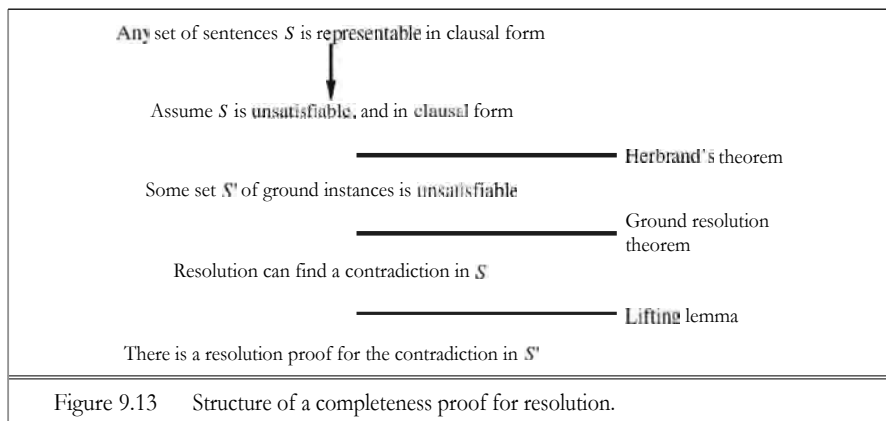 Any set of sentences S is representable in clausal form
Assume S is unsatisfiable, and in clausal form
Herbrand's theorem
Some set S' of ground instances is unsatisfiable
Ground resolution
theorem
Resolution can find a contradiction in S
Lifting lemma
There is a resolution proof for the contradiction in S'
Figure 9.13 Structure of a completeness proof for resolution.